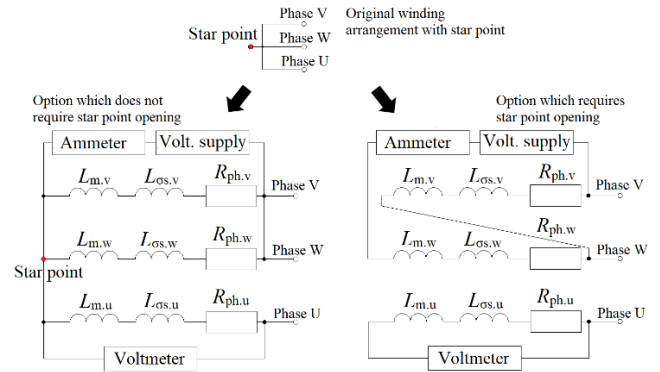 Phase V
Original winding
arrangement with star point
Star point
Phase W
Phase U
Option which does not
require star point opening
Option which requires
star point opening
Ammeter
Volt. supply
Lm.v
Lσs.v
Rph.v
Phase V
Lm.w
Lσs.w
Rph.w
Phase W
Star point
Lm.u
Lσs.u
Rph.u
Phase U
Voltmeter
Ammeter
Volt. supply
Lm.v
Lσs.v
Rph.v
Phase V
Rph.w
Lm.w
Lσs.w
Phase W
Lm.u
Lσs.u
Rph.u
Phase U
Voltmeter